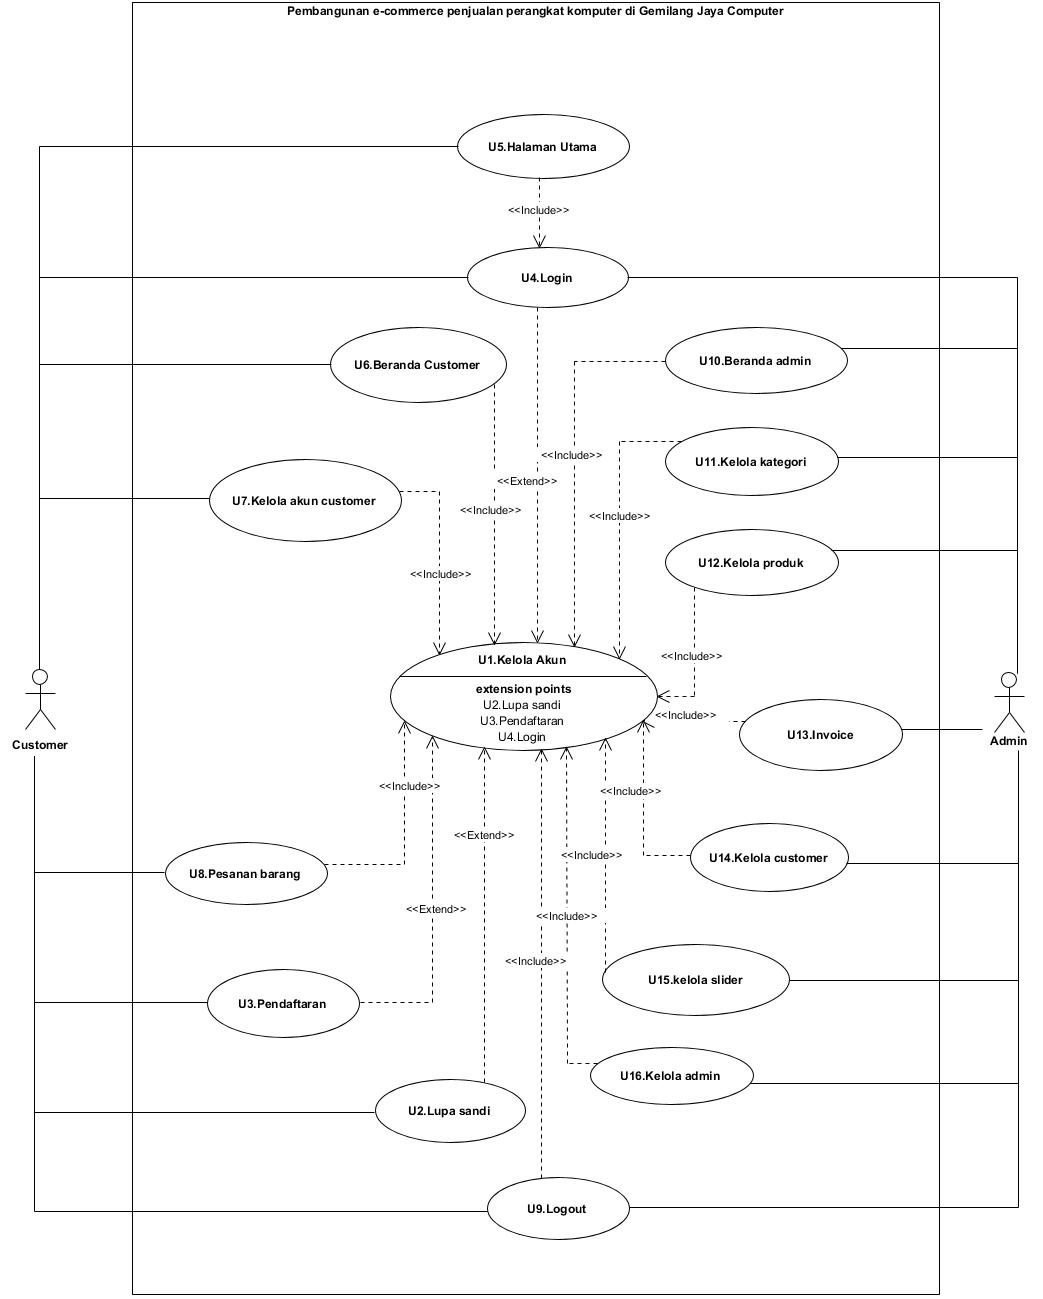 Pembangunan e-commerce penjualan perangkat komputer di Gemilang Jaya Computer
U5.Halaman Utama
<<Include>>
U4.Login
U10.Beranda admin
U6.Beranda Customer
<<Include>>
U11.Kelola kategori
<<Extend>>
U7.Kelola akun customer
<<Include>>
<<Include>>
U12.Kelola produk
<<Include>>
<<Include>>
U1.Kelola Akun
extension points
U2.Lupa sandi
U3.Pendaftaran
U4.Login
<<Include>>
U13.Invoice
Customer
Admin
<<Include>>
<<Include>>
<<Extend>>
<<Include>>
U14.Kelola customer
U8.Pesanan barang
<<Extend>>
<<Include>>
<<Include>>
U15.kelola slider
U3.Pendaftaran
U16.Kelola admin
U2.Lupa sandi
U9.Logout